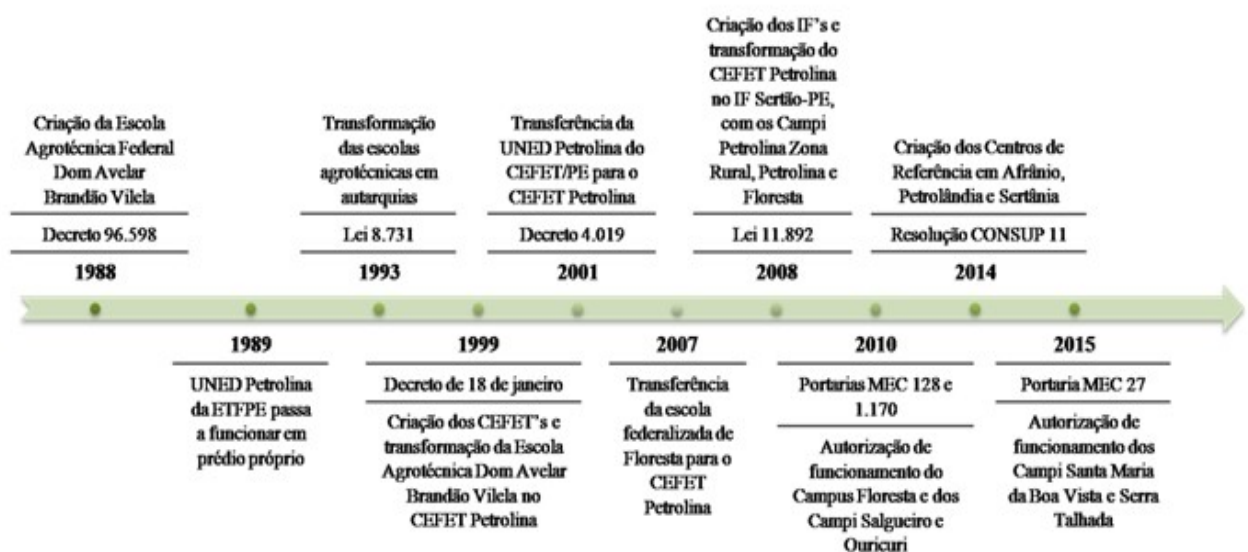 Criação da Escola
Agrotécnica Federal
Dom Avelar
Brandão Vilela
Decreto 96.598
1988
Transformação
das escolas
agrotécnicas em
autarquias
Lei 8.731
1993
Transferência da
UNED Petrolina do
CEFET/PE para o
CEFET Petrolina
Decreto 4.019
2001
Criação dos IF's e
transformação do
CEFET Petrolina
no IF Sertão-PE,
com os Campi
Petrolina Zona
Rural, Petrolina e
Floresta
Lei 11.892
2008
Criação dos Centros de
Referência em Afrânio,
Petrolândia e Sertânia
Resolução CONSUP 11
2014
1989
UNED Petrolina
da ETFPE passa
a funcionar em
prédio próprio
1999
Decreto de 18 de janeiro
Criação dos CEFET's e
transformação da Escola
Agrotécnica Dom Avelar
Brandão Vilela no
CEFET Petrolina
2007
Transferência
da escola
federalizada de
Floresta para o
CEFET
Petrolina
2010
Portarias MEC 128 e
1.170
Autorização de
funcionamento do
Campus Floresta e dos
Campi Salgueiro e
Ouricuri
2015
Portaria MEC 27
Autorização de
funcionamento dos
Campi Santa Maria
da Boa Vista e Serra
Talhada